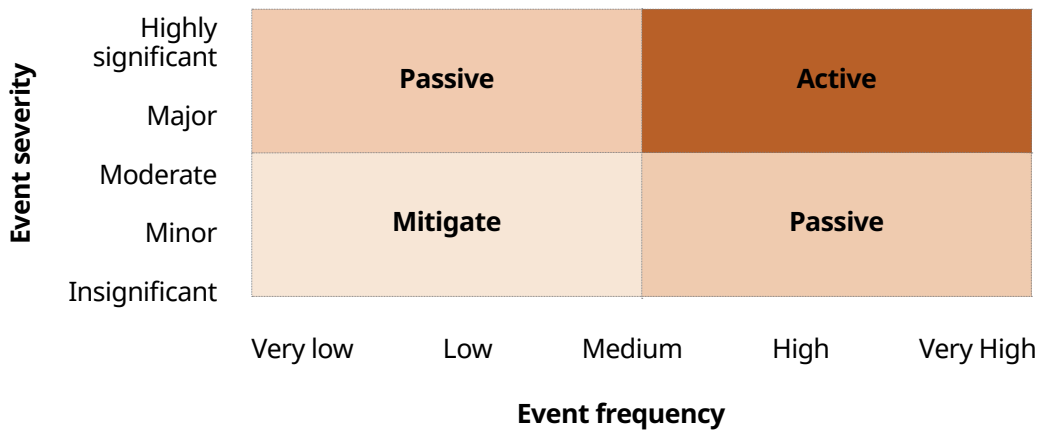 Event severity
Highly
significant
Major
Moderate
Minor
Insignificant
Passive
Active
Mitigate
Passive
Very low
Low
Medium
High
Very High
Event frequency